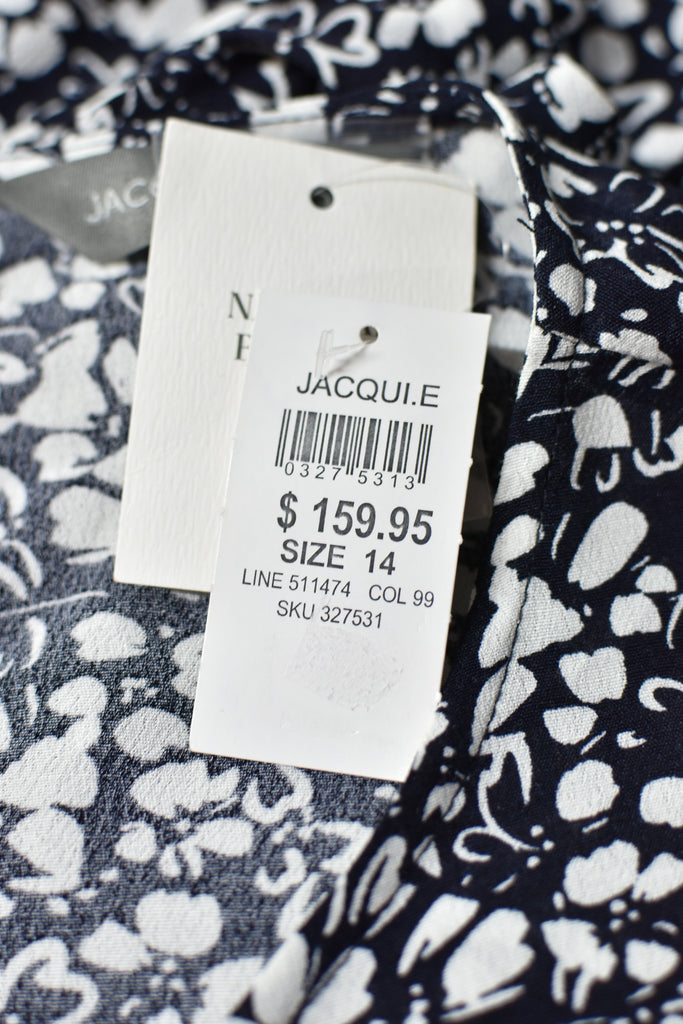 JACQUI.E
0327 5313
$ 159.95
SIZE 14
LINE 511474 COL 99
SKU 327531